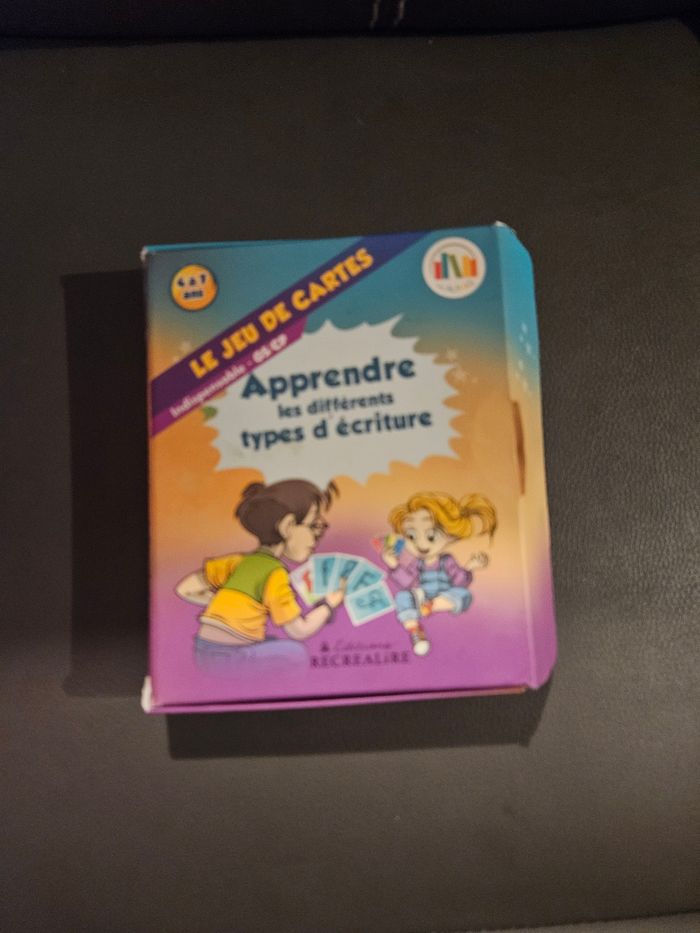 LE JEU DE CARTES
Indispensable - GS CP
Apprendre
les différents
types d'écriture
Éditions
RECREALIRE